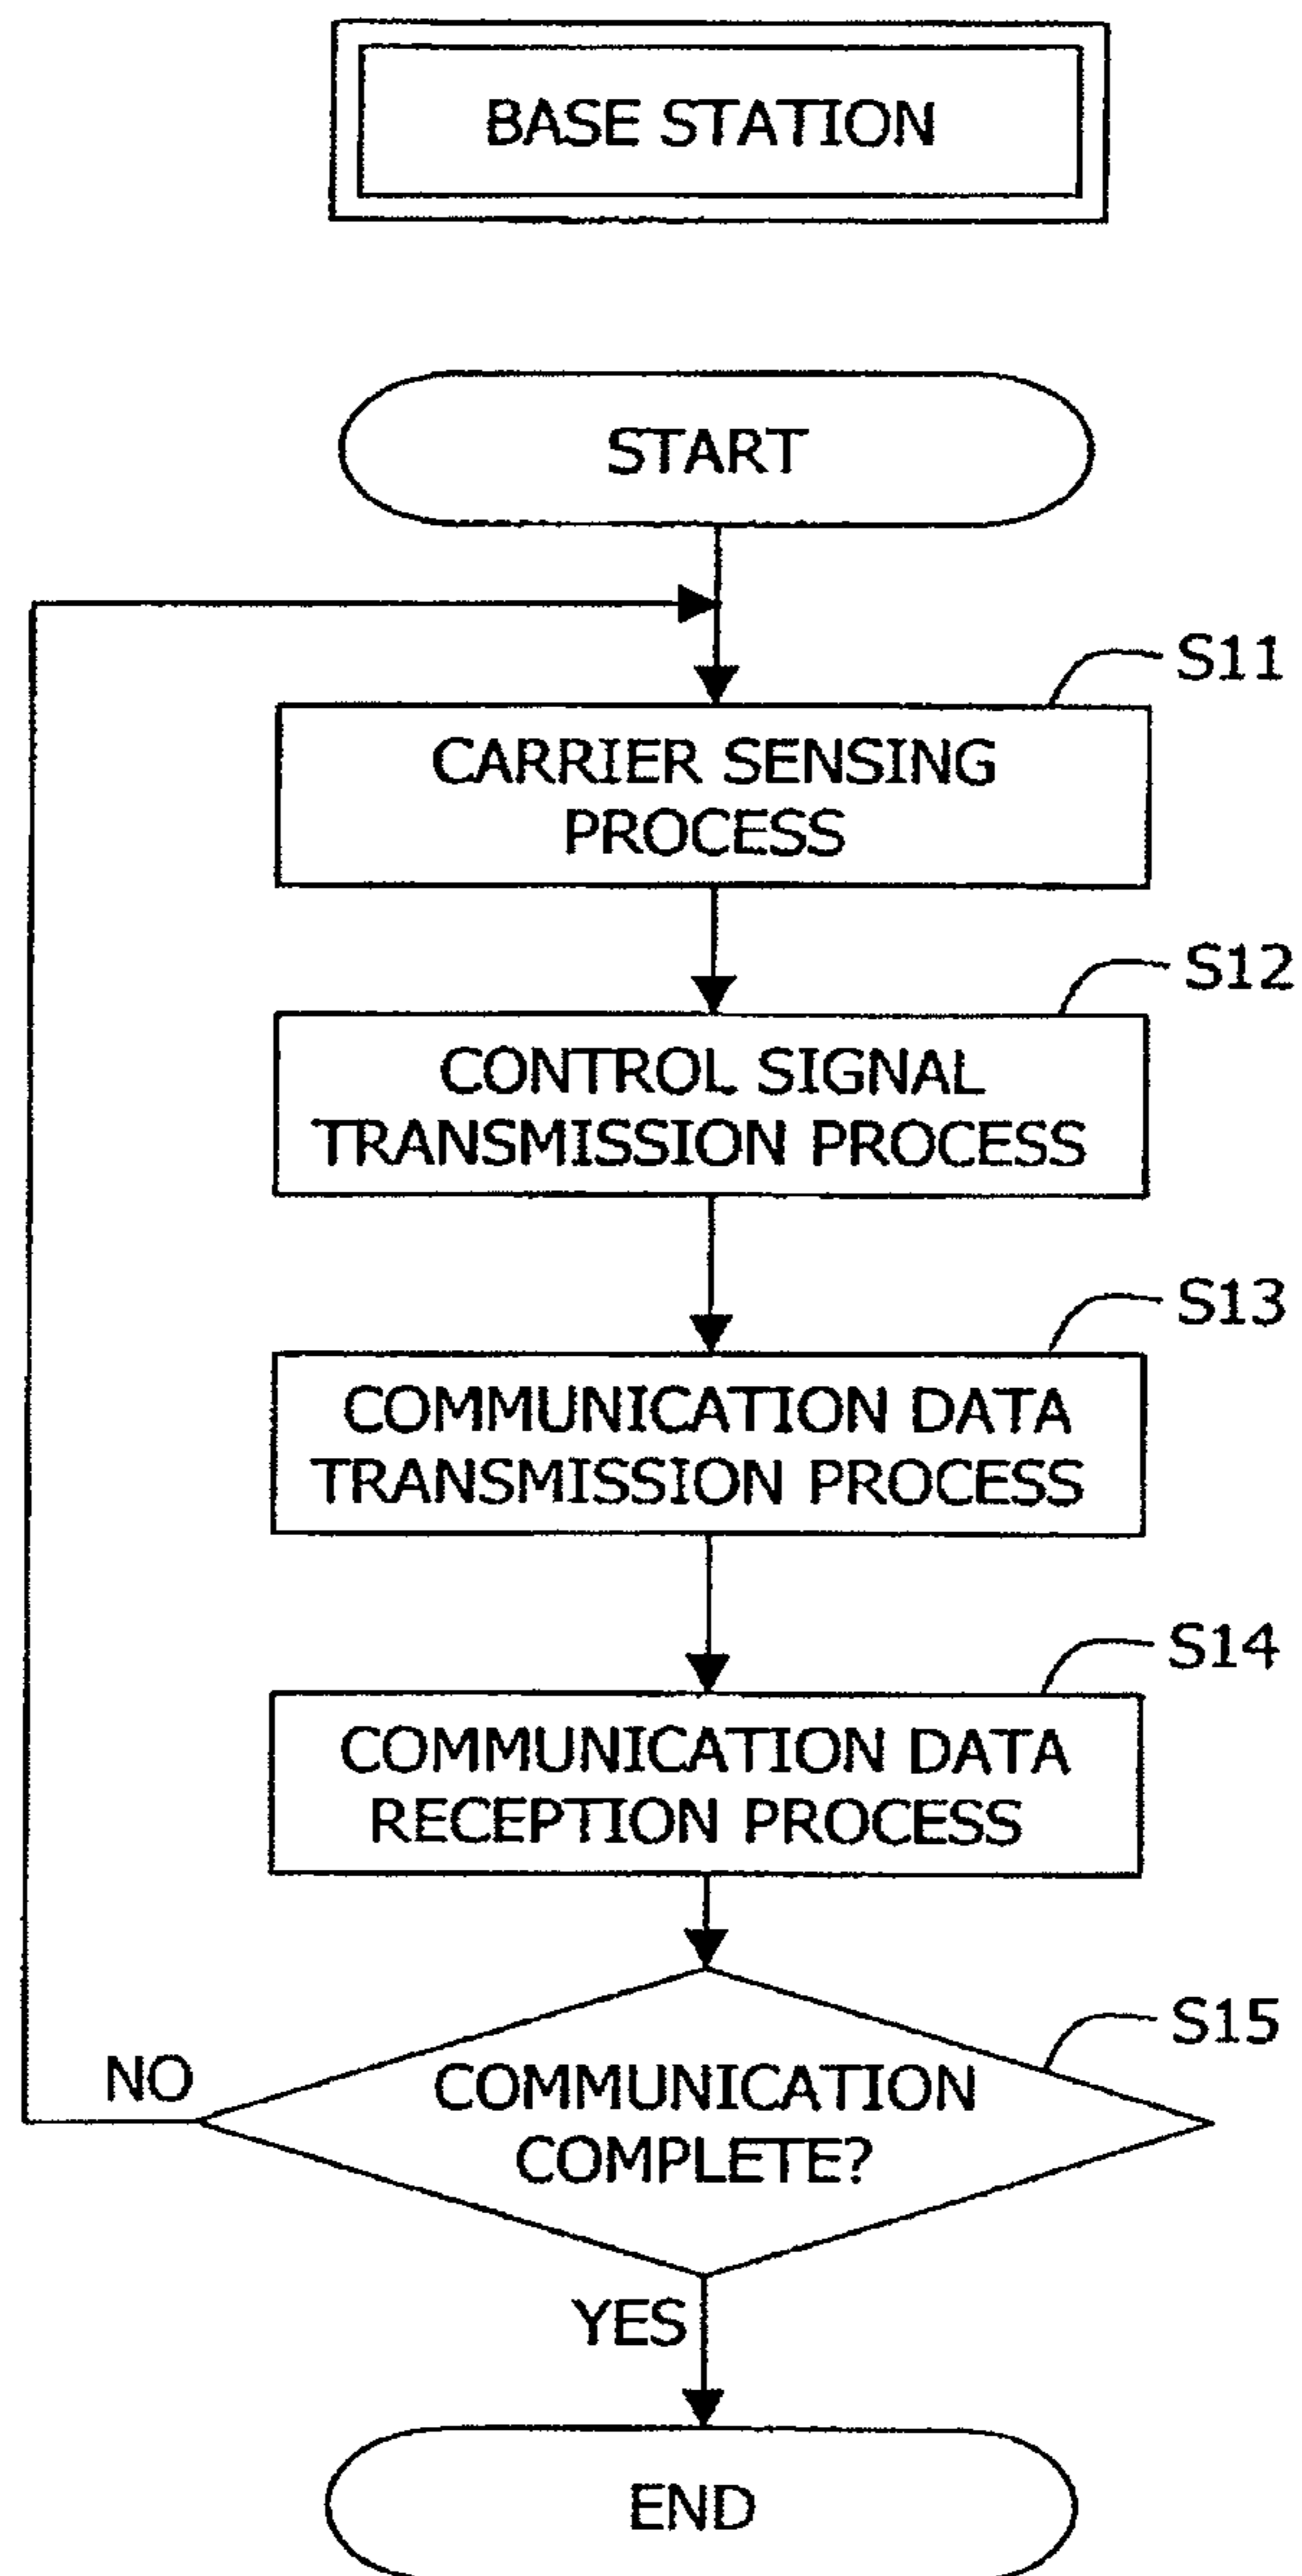 BASE STATION
START
S11
CARRIER SENSING
PROCESS
S12
CONTROL SIGNAL
TRANSMISSION PROCESS
S13
COMMUNICATION DATA
TRANSMISSION PROCESS
S14
COMMUNICATION DATA
RECEPTION PROCESS
S15
NO
COMMUNICATION
COMPLETE?
YES
END